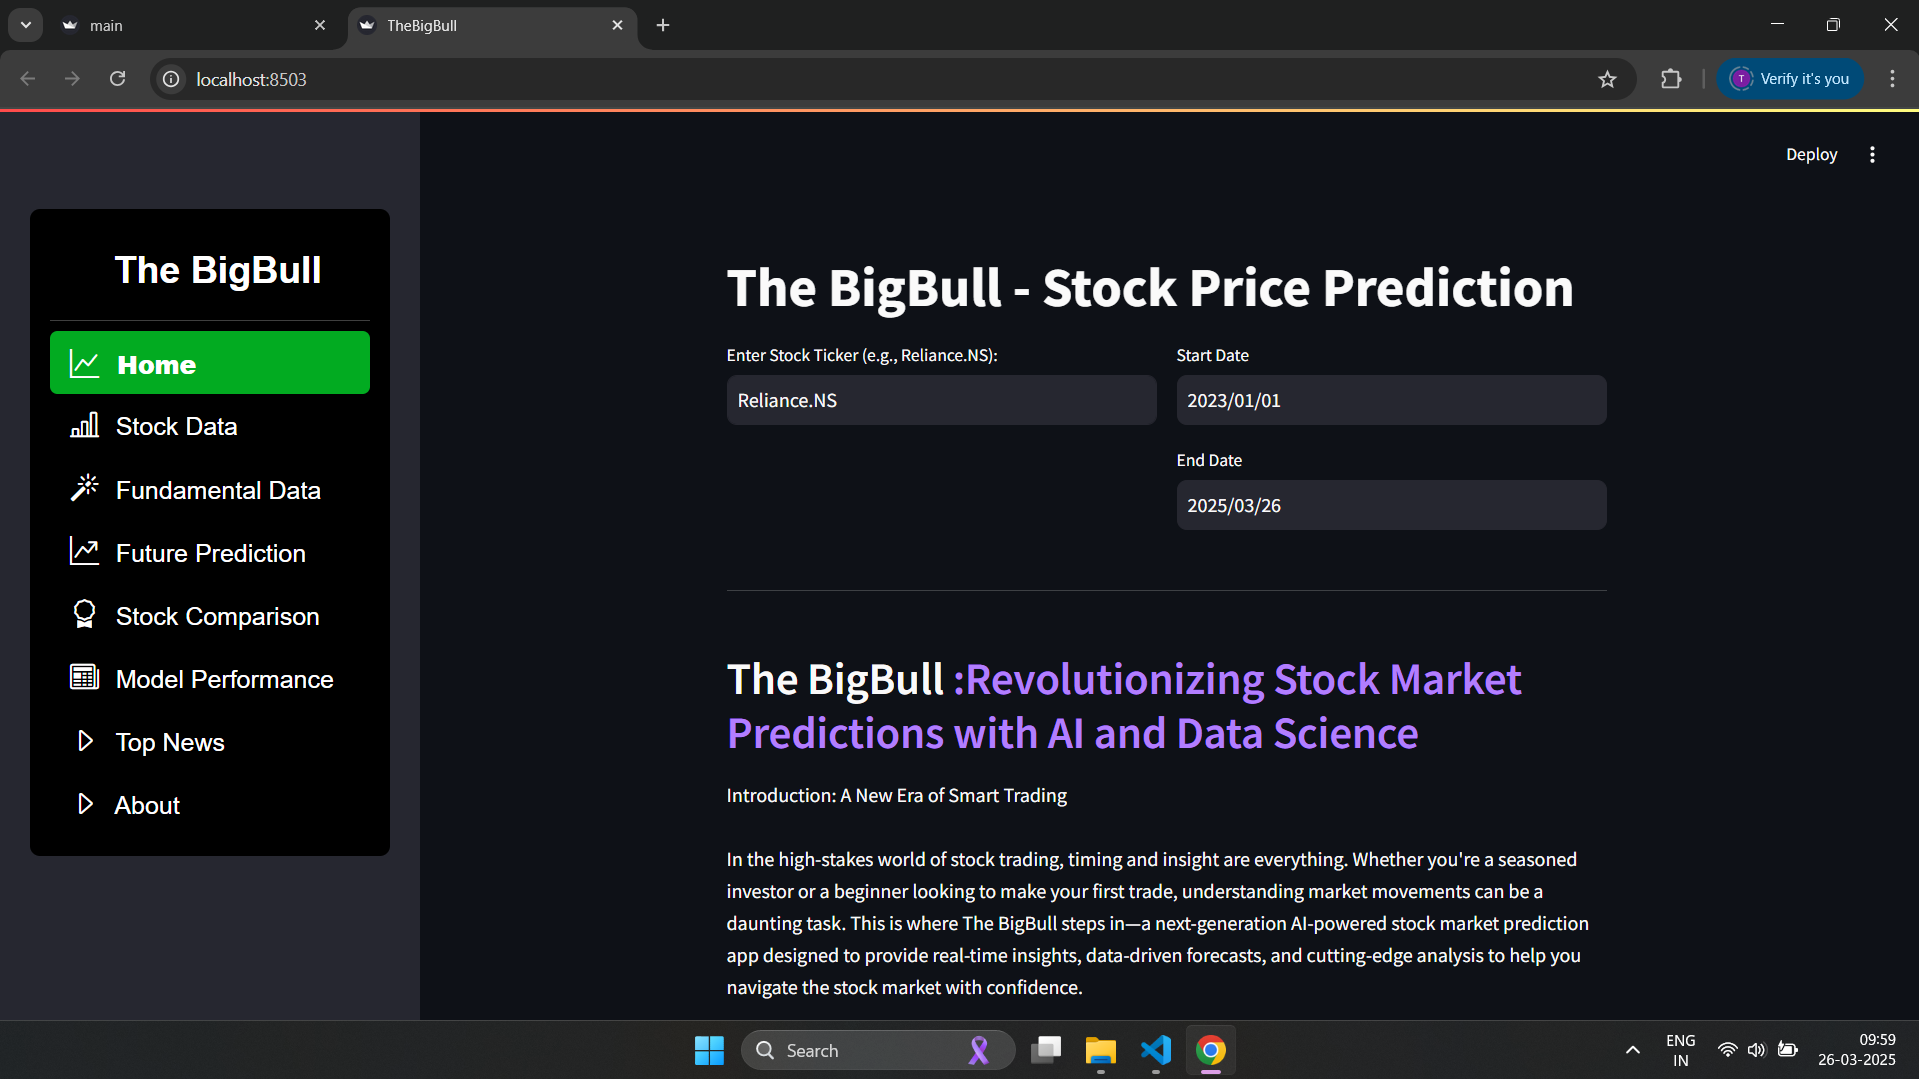 main
TheBigBull
localhost:8503
T
Verify it's you
Deploy
The BigBull
Home
Stock Data
Fundamental Data
Future Prediction
Stock Comparison
Model Performance
Top News
About
The BigBull - Stock Price Prediction
Enter Stock Ticker (e.g., Reliance.NS):
Reliance.NS
Start Date
2023/01/01
End Date
2025/03/26
The BigBull :Revolutionizing Stock Market
Predictions with AI and Data Science
Introduction: A New Era of Smart Trading
In the high-stakes world of stock trading, timing and insight are everything. Whether you're a seasoned
investor or a beginner looking to make your first trade, understanding market movements can be a
daunting task. This is where The BigBull steps in—a next-generation AI-powered stock market prediction
app designed to provide real-time insights, data-driven forecasts, and cutting-edge analysis to help you
navigate the stock market with confidence.
Search
ENG
IN
09:59
26-03-2025